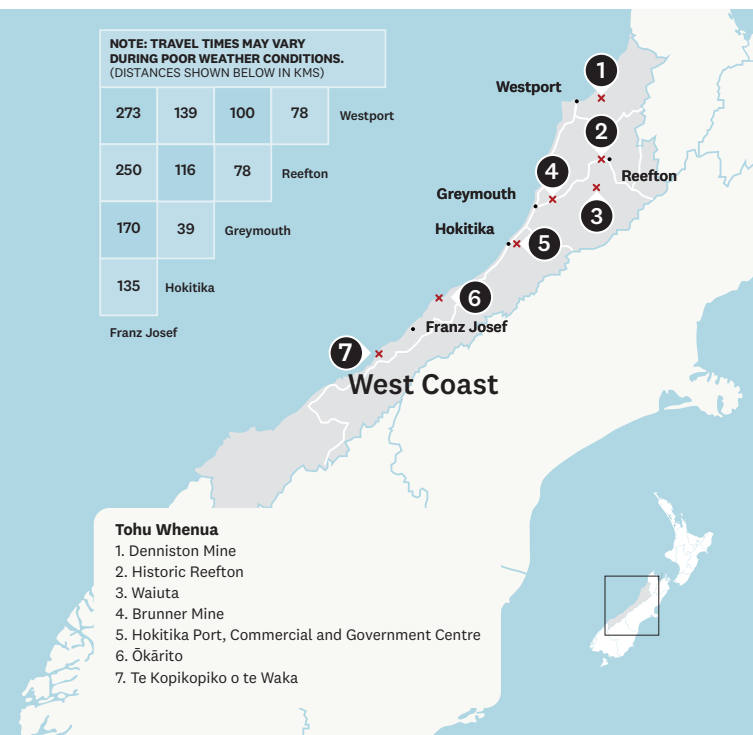 NOTE: TRAVEL TIMES MAY VARY
DURING POOR WEATHER CONDITIONS.
(DISTANCES SHOWN BELOW IN KMS)
273 139 100 78 Westport
250 116 78 Reefton
170 39 Greymouth
135 Hokitika
Franz Josef
1
Westport
2
Reefton
4
Greymouth
3
Hokitika
5
6
Franz Josef
7
West Coast
Tohu Whenua
1. Denniston Mine
2. Historic Reefton
3. Waiuta
4. Brunner Mine
5. Hokitika Port, Commercial and Government Centre
6. Ōkārito
7. Te Kopikopiko o te Waka